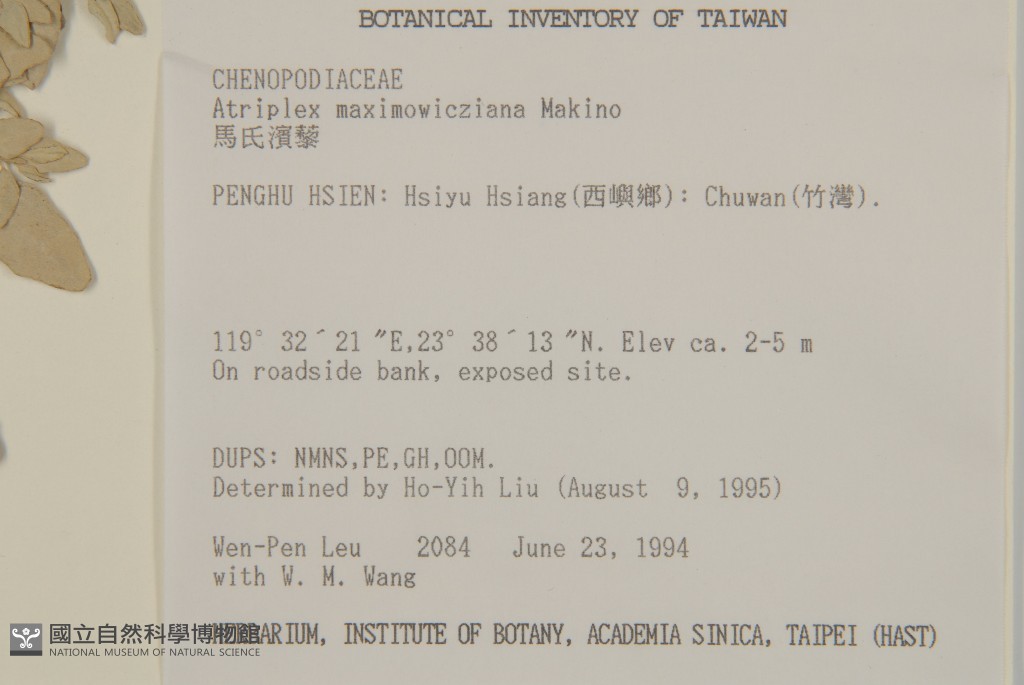 BOTANICAL INVENTORY OF TAIWAN
CHENOPODIACEAE
Atriplex maximowicziana Makino
馬氏濱藜
PENGHU HSIEN: Hsiyu Hsiang(西嶼鄉): Chuwan(竹灣).
119° 32´21 ″E,23° 38´13 ″N. Elev ca. 2-5 m
On roadside bank, exposed site.
DUPS: NMNS,PE,GH,OOM.
Determined by Ho-Yih Liu (August 9, 1995)
Wen-Pen Leu 2084 June 23, 1994
with W. M. Wang
HERBARIUM, INSTITUTE OF BOTANY, ACADEMIA SINICA, TAIPEI (HAST)
國立自然科學博物館
NATIONAL MUSEUM OF NATURAL SCIENCE